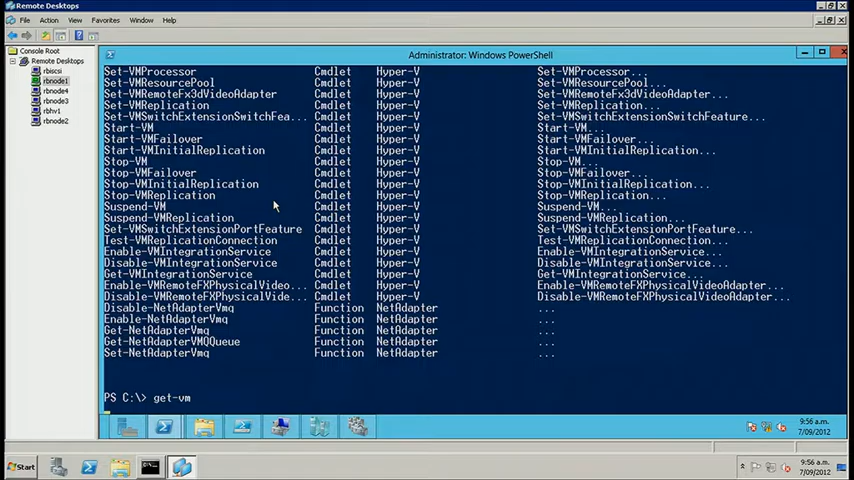 Remote Desktops
File Action View Favorites Window Help
Console Root
Remote Desktops
rbiscsi
rbnode1
rbnode4
rbnode3
rbhv1
rbnode2
Administrator: Windows PowerShell
Set-VMProcessor Cmdlet Hyper-V Set-VMProcessor...
Set-VMResourcePool Cmdlet Hyper-V Set-VMResourcePool...
Set-VMRemoteFx3dVideoAdapter Cmdlet Hyper-V Set-VMRemoteFx3dVideoAdapter...
Set-VMReplication Cmdlet Hyper-V Set-VMReplication...
Set-VMSwitchExtensionSwitchFea... Cmdlet Hyper-V Set-VMSwitchExtensionSwitchFeature...
Start-VM Cmdlet Hyper-V Start-VM...
Start-VMFailover Cmdlet Hyper-V Start-VMFailover...
Start-VMInitialReplication Cmdlet Hyper-V Start-VMInitialReplication...
Stop-VM Cmdlet Hyper-V Stop-VM...
Stop-VMFailover Cmdlet Hyper-V Stop-VMFailover...
Stop-VMInitialReplication Cmdlet Hyper-V Stop-VMInitialReplication...
Stop-VMReplication Cmdlet Hyper-V Stop-VMReplication...
Suspend-VM Cmdlet Hyper-V Suspend-VM...
Suspend-VMReplication Cmdlet Hyper-V Suspend-VMReplication...
Set-VMSwitchExtensionPortFeature Cmdlet Hyper-V Set-VMSwitchExtensionPortFeature...
Test-VMReplicationConnection Cmdlet Hyper-V Test-VMReplicationConnection...
Enable-VMIntegrationService Cmdlet Hyper-V Enable-VMIntegrationService...
Disable-VMIntegrationService Cmdlet Hyper-V Disable-VMIntegrationService...
Get-VMIntegrationService Cmdlet Hyper-V Get-VMIntegrationService...
Enable-VMRemoteFXPhysicalVideo... Cmdlet Hyper-V Enable-VMRemoteFXPhysicalVideoAdapter...
Disable-VMRemoteFXPhysicalVide... Cmdlet Hyper-V Disable-VMRemoteFXPhysicalVideoAdapter...
Disable-NetAdapterVmq Function NetAdapter ...
Enable-NetAdapterVmq Function NetAdapter ...
Get-NetAdapterVmq Function NetAdapter ...
Get-NetAdapterVMQQueue Function NetAdapter ...
Set-NetAdapterVmq Function NetAdapter ...
PS C:\> get-vm
9:56 a.m.
7/09/2012
Start
9:56 a.m.
7/09/2012